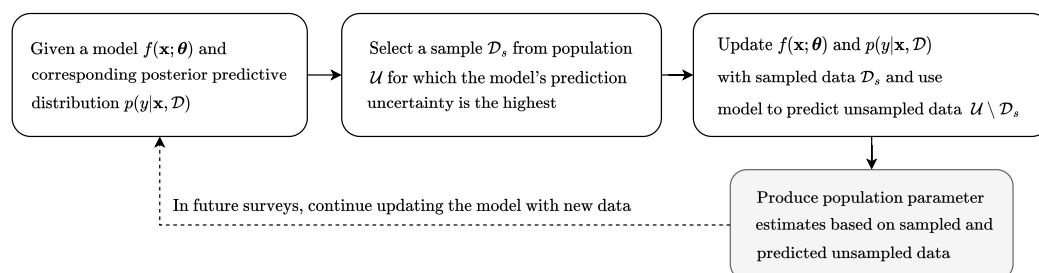 Given a model f(x; θ) and
corresponding posterior predictive
distribution p(y|x, D)
Select a sample D_s from population
U for which the model's prediction
uncertainty is the highest
Update f(x; θ) and p(y|x, D)
with sampled data D_s and use
model to predict unsampled data U \ D_s
Produce population parameter
estimates based on sampled and
predicted unsampled data
In future surveys, continue updating the model with new data